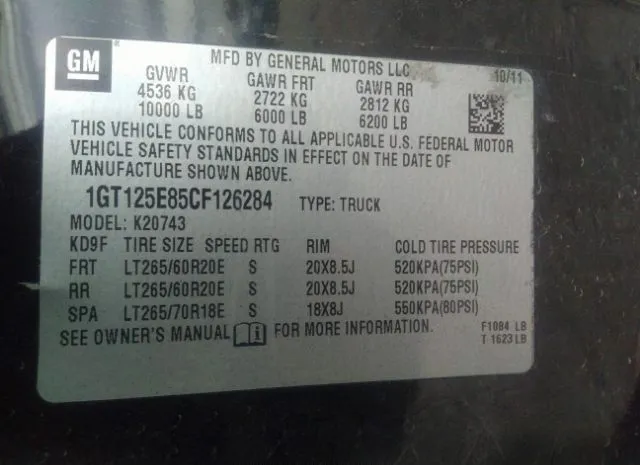 GM
MFD BY GENERAL MOTORS LLC
10/11
GVWR GAWR FRT GAWR RR
4536 KG 2722 KG 2812 KG
10000 LB 6000 LB 6200 LB
THIS VEHICLE CONFORMS TO ALL APPLICABLE U.S. FEDERAL MOTOR
VEHICLE SAFETY STANDARDS IN EFFECT ON THE DATE OF
MANUFACTURE SHOWN ABOVE.
1GT125E85CF126284 TYPE: TRUCK
MODEL: K20743
KD9F TIRE SIZE SPEED RTG RIM COLD TIRE PRESSURE
FRT LT265/60R20E S 20X8.5J 520KPA(75PSI)
RR LT265/60R20E S 20X8.5J 520KPA(75PSI)
SPA LT265/70R18E S 18X8J 550KPA(80PSI)
SEE OWNER'S MANUAL i FOR MORE INFORMATION.
F1084 LB
T 1623 LB